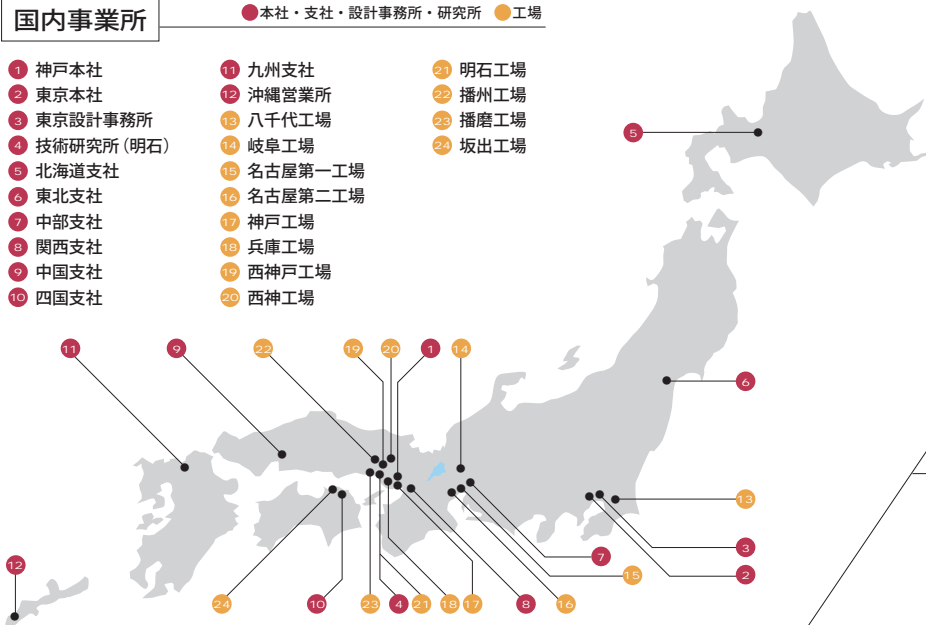 国内事業所
本社・支社・設計事務所・研究所 工場
1 神戸本社
2 東京本社
3 東京設計事務所
4 技術研究所（明石）
5 北海道支社
6 東北支社
7 中部支社
8 関西支社
9 中国支社
10 四国支社
11 九州支社
12 沖縄営業所
13 八千代工場
14 岐阜工場
15 名古屋第一工場
16 名古屋第二工場
17 神戸工場
18 兵庫工場
19 西神戸工場
20 西神工場
21 明石工場
22 播州工場
23 播磨工場
24 坂出工場
5
11 9 22 19 20 1 14
6
13
3
7
12
15 2
24 10 23 4 21 18 17 8 16